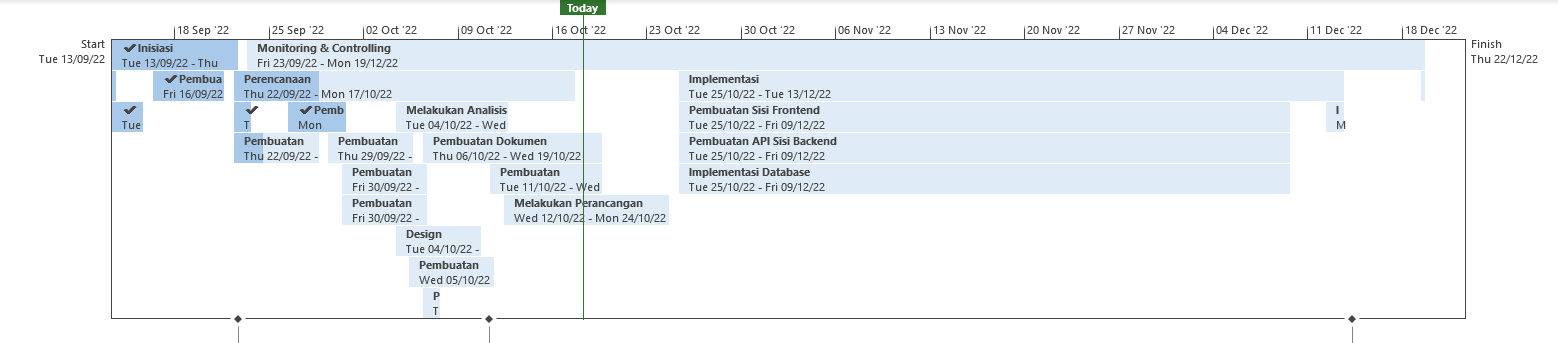 Today
18 Sep '22 25 Sep '22 02 Oct '22 09 Oct '22 16 Oct '22 23 Oct '22 30 Oct '22 06 Nov '22 13 Nov '22 20 Nov '22 27 Nov '22 04 Dec '22 11 Dec '22 18 Dec '22
Start
Tue 13/09/22
Finish
Thu 22/12/22
Inisiasi
Tue 13/09/22 - Thu
Monitoring & Controlling
Fri 23/09/22 - Mon 19/12/22
Pembua
Fri 16/09/22
Perencanaan
Thu 22/09/22 - Mon 17/10/22
Implementasi
Tue 25/10/22 - Tue 13/12/22
Tue
T
Pemb
Mon
Melakukan Analisis
Tue 04/10/22 - Wed
Pembuatan Sisi Frontend
Tue 25/10/22 - Fri 09/12/22
I
M
Pembuatan
Thu 22/09/22 -
Pembuatan
Thu 29/09/22 -
Pembuatan Dokumen
Thu 06/10/22 - Wed 19/10/22
Pembuatan API Sisi Backend
Tue 25/10/22 - Fri 09/12/22
Pembuatan
Fri 30/09/22 -
Pembuatan
Tue 11/10/22 - Wed
Implementasi Database
Tue 25/10/22 - Fri 09/12/22
Pembuatan
Fri 30/09/22 -
Melakukan Perancangan
Wed 12/10/22 - Mon 24/10/22
Design
Tue 04/10/22 -
Pembuatan
Wed 05/10/22
P
T